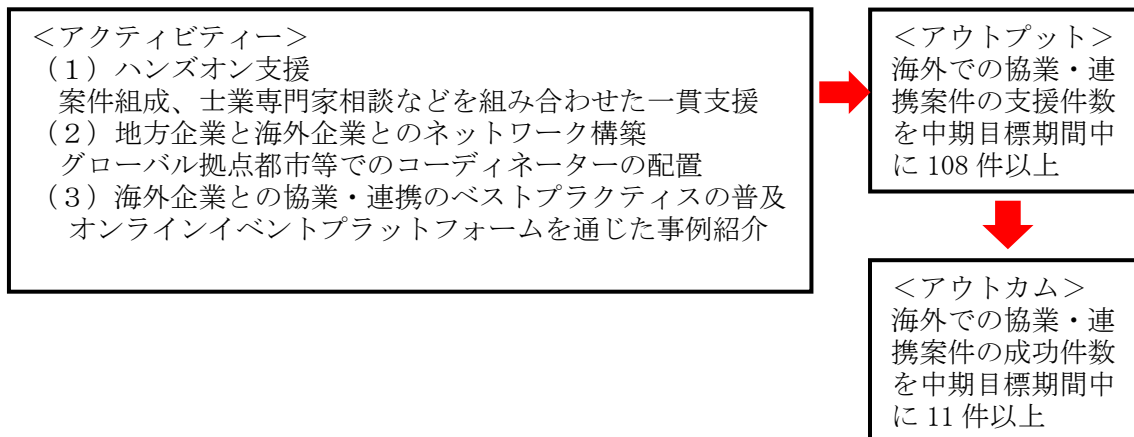 <アクティビティー>
（１）ハンズオン支援
案件組成、士業専門家相談などを組み合わせた一貫支援
（２）地方企業と海外企業とのネットワーク構築
グローバル拠点都市等でのコーディネーターの配置
（３）海外企業との協業・連携のベストプラクティスの普及
オンラインイベントプラットフォームを通じた事例紹介
<アウトプット>
海外での協業・連
携案件の支援件数
を中期目標期間中
に 108 件以上
<アウトカム>
海外での協業・連
携案件の成功件数
を中期目標期間中
に 11 件以上